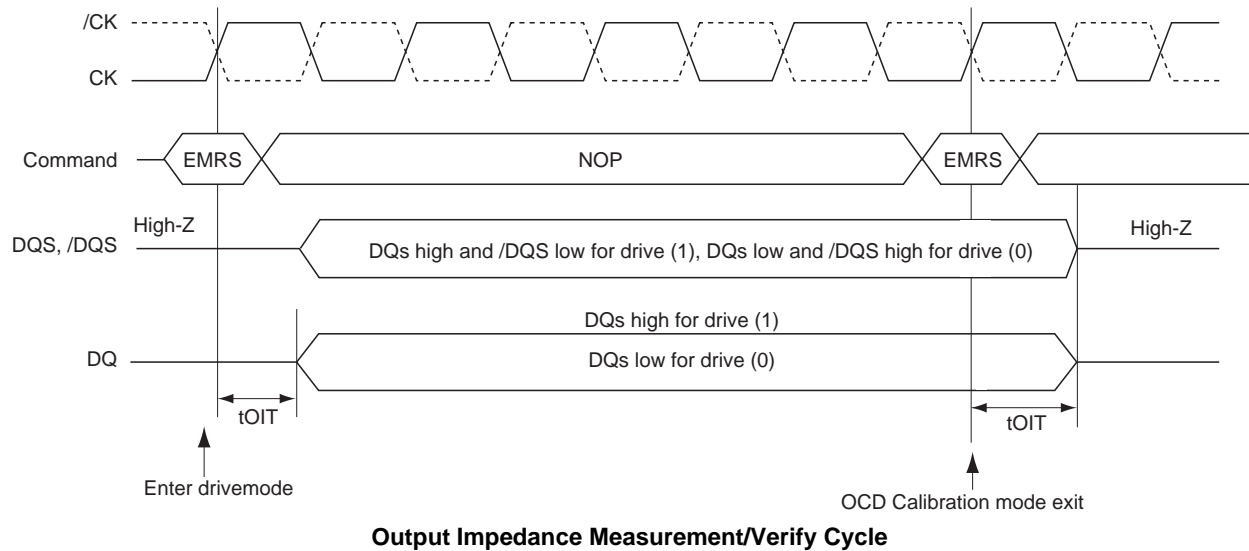 /CK
CK
Command
EMRS
NOP
EMRS
High-Z
High-Z
DQS, /DQS
DQs high and /DQS low for drive (1), DQs low and /DQS high for drive (0)
DQs high for drive (1)
DQ
DQs low for drive (0)
tOIT
tOIT
Enter drivemode
OCD Calibration mode exit
Output Impedance Measurement/Verify Cycle